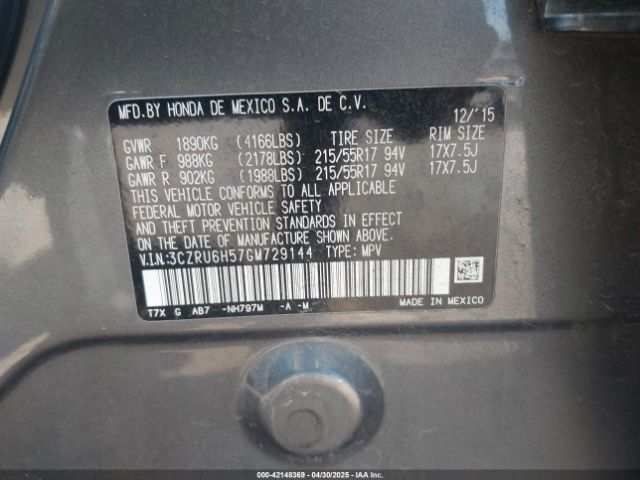 MFD.BY HONDA DE MEXICO S.A. DE C.V.
12/'15
GVWR 1890KG (4166LBS) TIRE SIZE RIM SIZE
GAWR F 988KG (2178LBS) 215/55R17 94V 17X7.5J
GAWR R 902KG (1988LBS) 215/55R17 94V 17X7.5J
THIS VEHICLE CONFORMS TO ALL APPLICABLE
FEDERAL MOTOR VEHICLE SAFETY
AND THEFT PREVENTION STANDARDS IN EFFECT
ON THE DATE OF MANUFACTURE SHOWN ABOVE.
V.I.N:3CZRU6H57GM729144 TYPE: MPV
T7X G AB7 -NH797M -A -M
MADE IN MEXICO
000-42148369 - 04/30/2025 - IAA Inc.